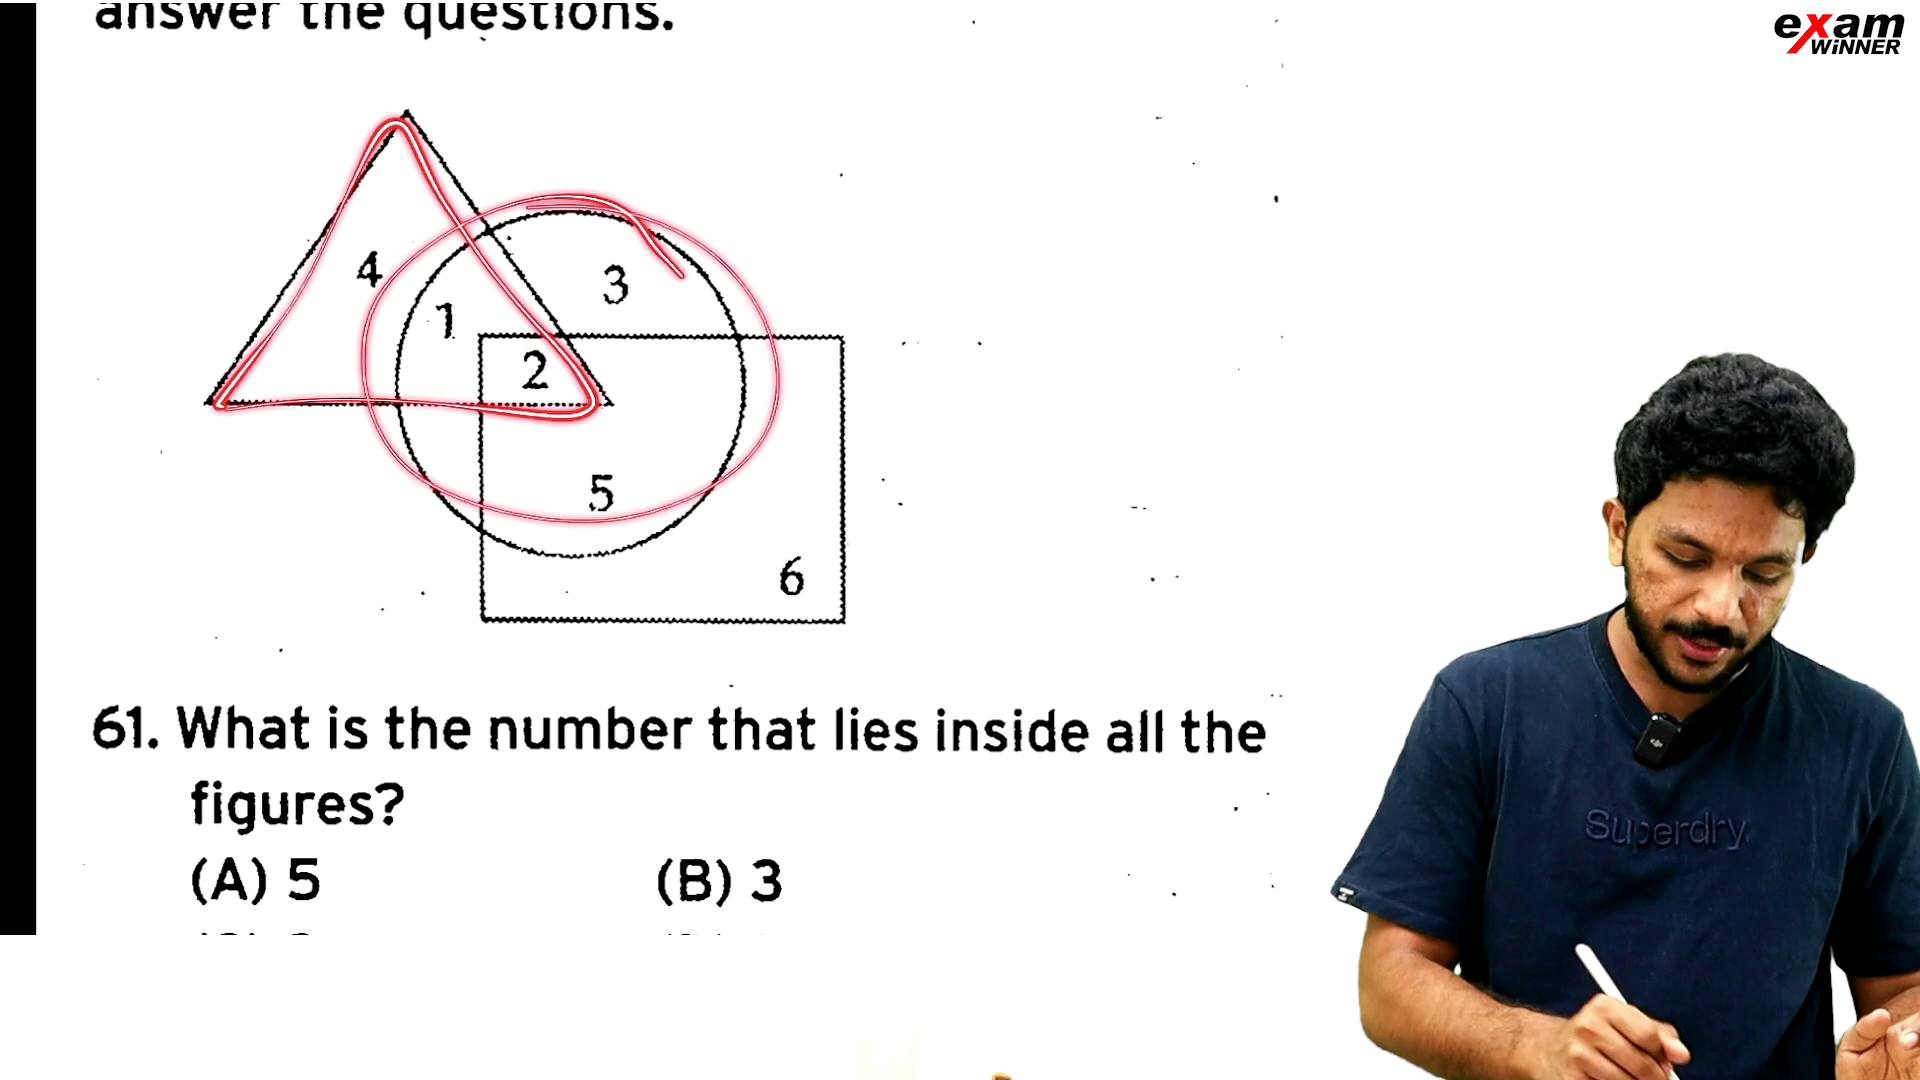 answer the questions.
exam
WiNNER
4
3
1
2
5
6
61. What is the number that lies inside all the
figures?
Superdry
(A) 5 (B) 3